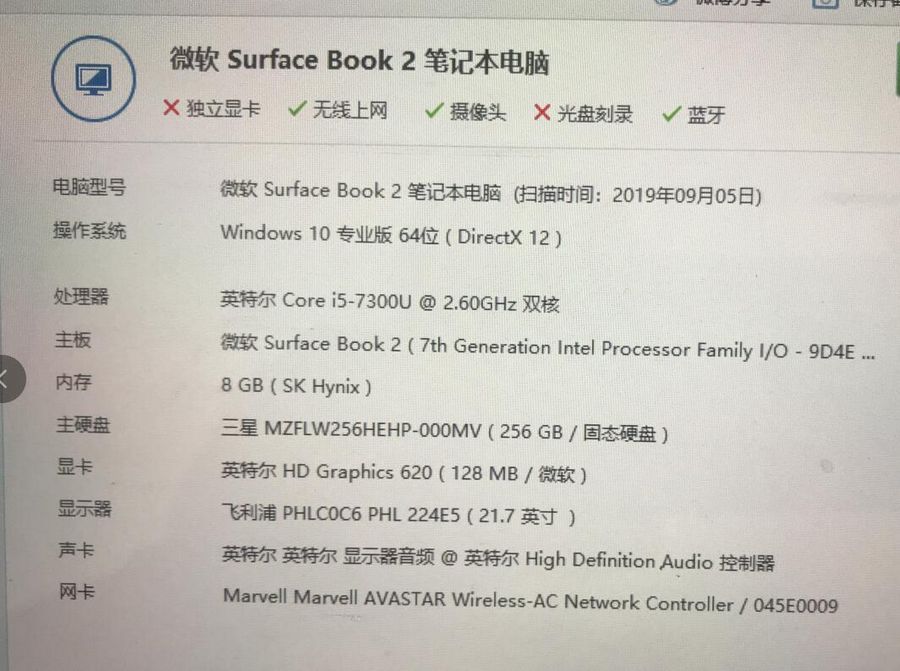 微软 Surface Book 2 笔记本电脑
独立显卡 无线上网 摄像头 光盘刻录 蓝牙
电脑型号 微软 Surface Book 2 笔记本电脑 (扫描时间：2019年09月05日)
操作系统 Windows 10 专业版 64位 ( DirectX 12 )
处理器 英特尔 Core i5-7300U @ 2.60GHz 双核
主板 微软 Surface Book 2 ( 7th Generation Intel Processor Family I/O - 9D4E ...
内存 8 GB ( SK Hynix )
主硬盘 三星 MZFLW256HEHP-000MV ( 256 GB / 固态硬盘 )
显卡 英特尔 HD Graphics 620 ( 128 MB / 微软 )
显示器 飞利浦 PHLC0C6 PHL 224E5 ( 21.7 英寸 )
声卡 英特尔 英特尔 显示器音频 @ 英特尔 High Definition Audio 控制器
网卡 Marvell Marvell AVASTAR Wireless-AC Network Controller / 045E0009